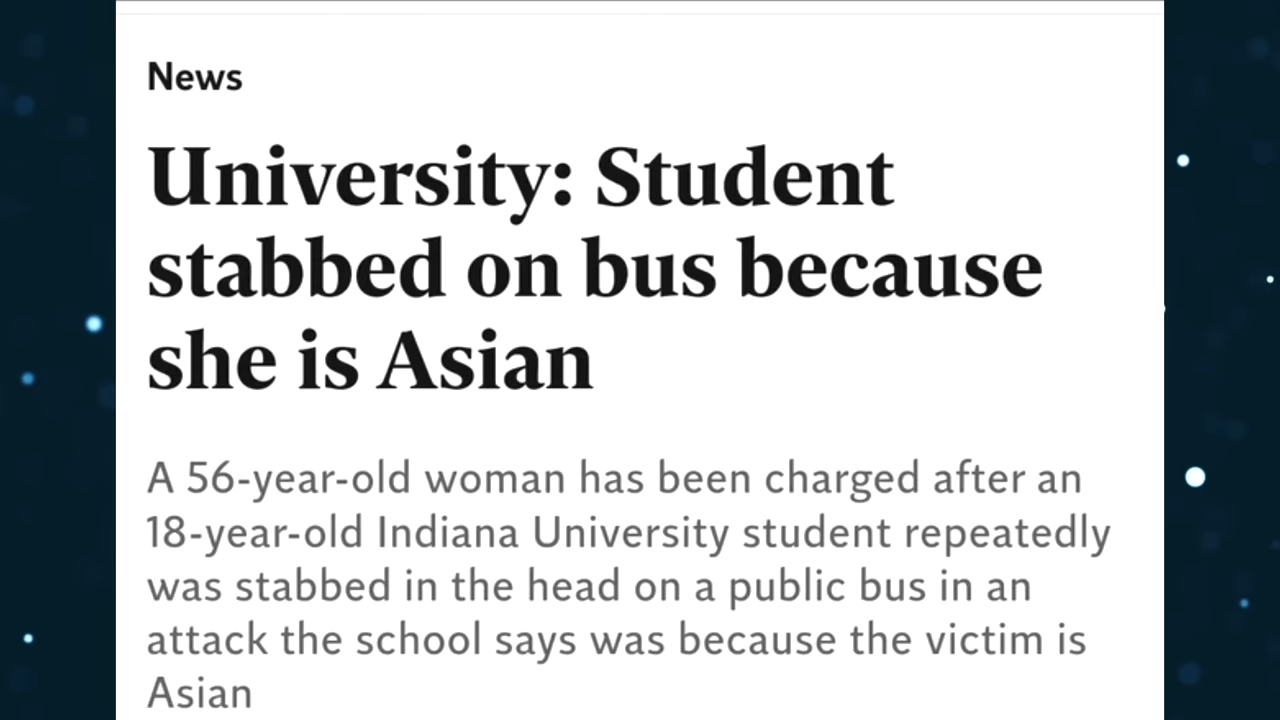 News
University: Student
stabbed on bus because
she is Asian
A 56-year-old woman has been charged after an
18-year-old Indiana University student repeatedly
was stabbed in the head on a public bus in an
attack the school says was because the victim is
Asian